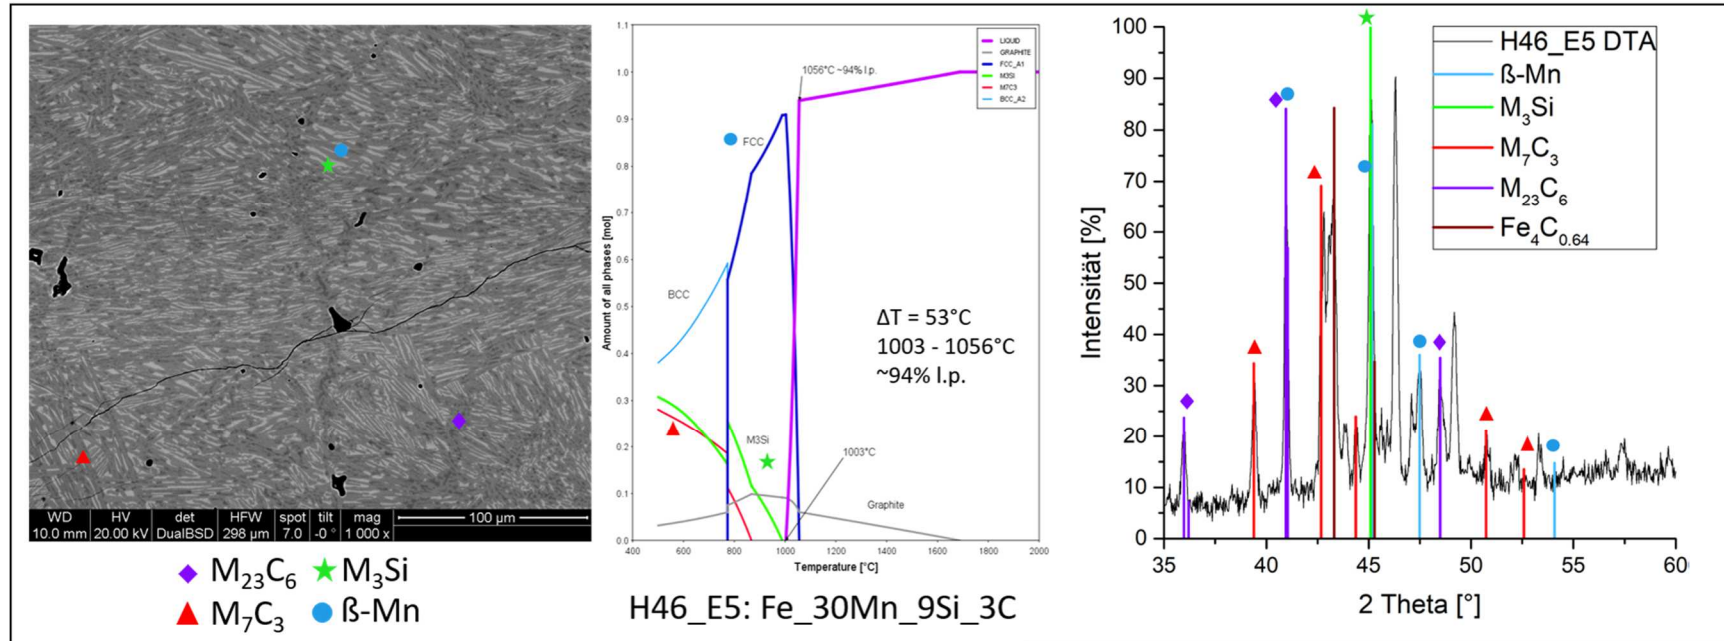 WD HV det HFW spot tilt mag 100 µm
10.0 mm 20.00 kV DualBSD 298 µm 7.0 -0 ° 1 000 x
M23C6 M3Si
M7C3 ß-Mn
1.1
1.0
0.9
0.8
0.7
0.6
0.5
0.4
0.3
0.2
0.1
0.0
Amount of all phases [mol]
LIQUID
GRAPHITE
FCC_A1
M3SI
M7C3
BCC_A2
1056°C ~94% l.p.
FCC
BCC
ΔT = 53°C
1003 - 1056°C
~94% l.p.
M3Si
1003°C
Graphite
400 600 800 1000 1200 1400 1600 1800 2000
Temperature [°C]
H46_E5: Fe_30Mn_9Si_3C
100
90
80
70
60
50
40
30
20
10
0
Intensität [%]
H46_E5 DTA
ß-Mn
M3Si
M7C3
M23C6
Fe4C0.64
35 40 45 50 55 60
2 Theta [°]